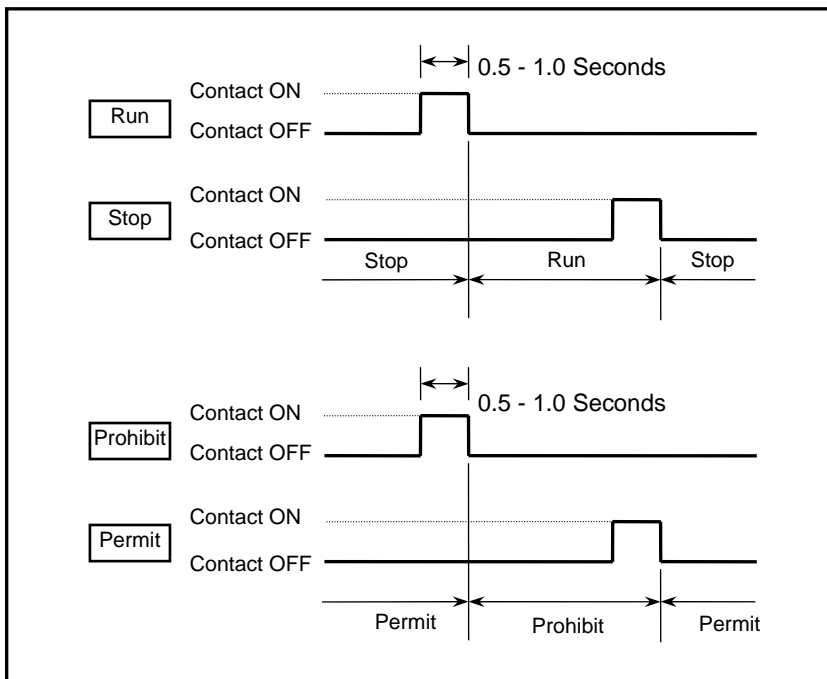 0.5 - 1.0 Seconds
Contact ON
Run
Contact OFF
Contact ON
Stop
Contact OFF
Stop Run Stop
0.5 - 1.0 Seconds
Contact ON
Prohibit
Contact OFF
Contact ON
Permit
Contact OFF
Permit Prohibit Permit